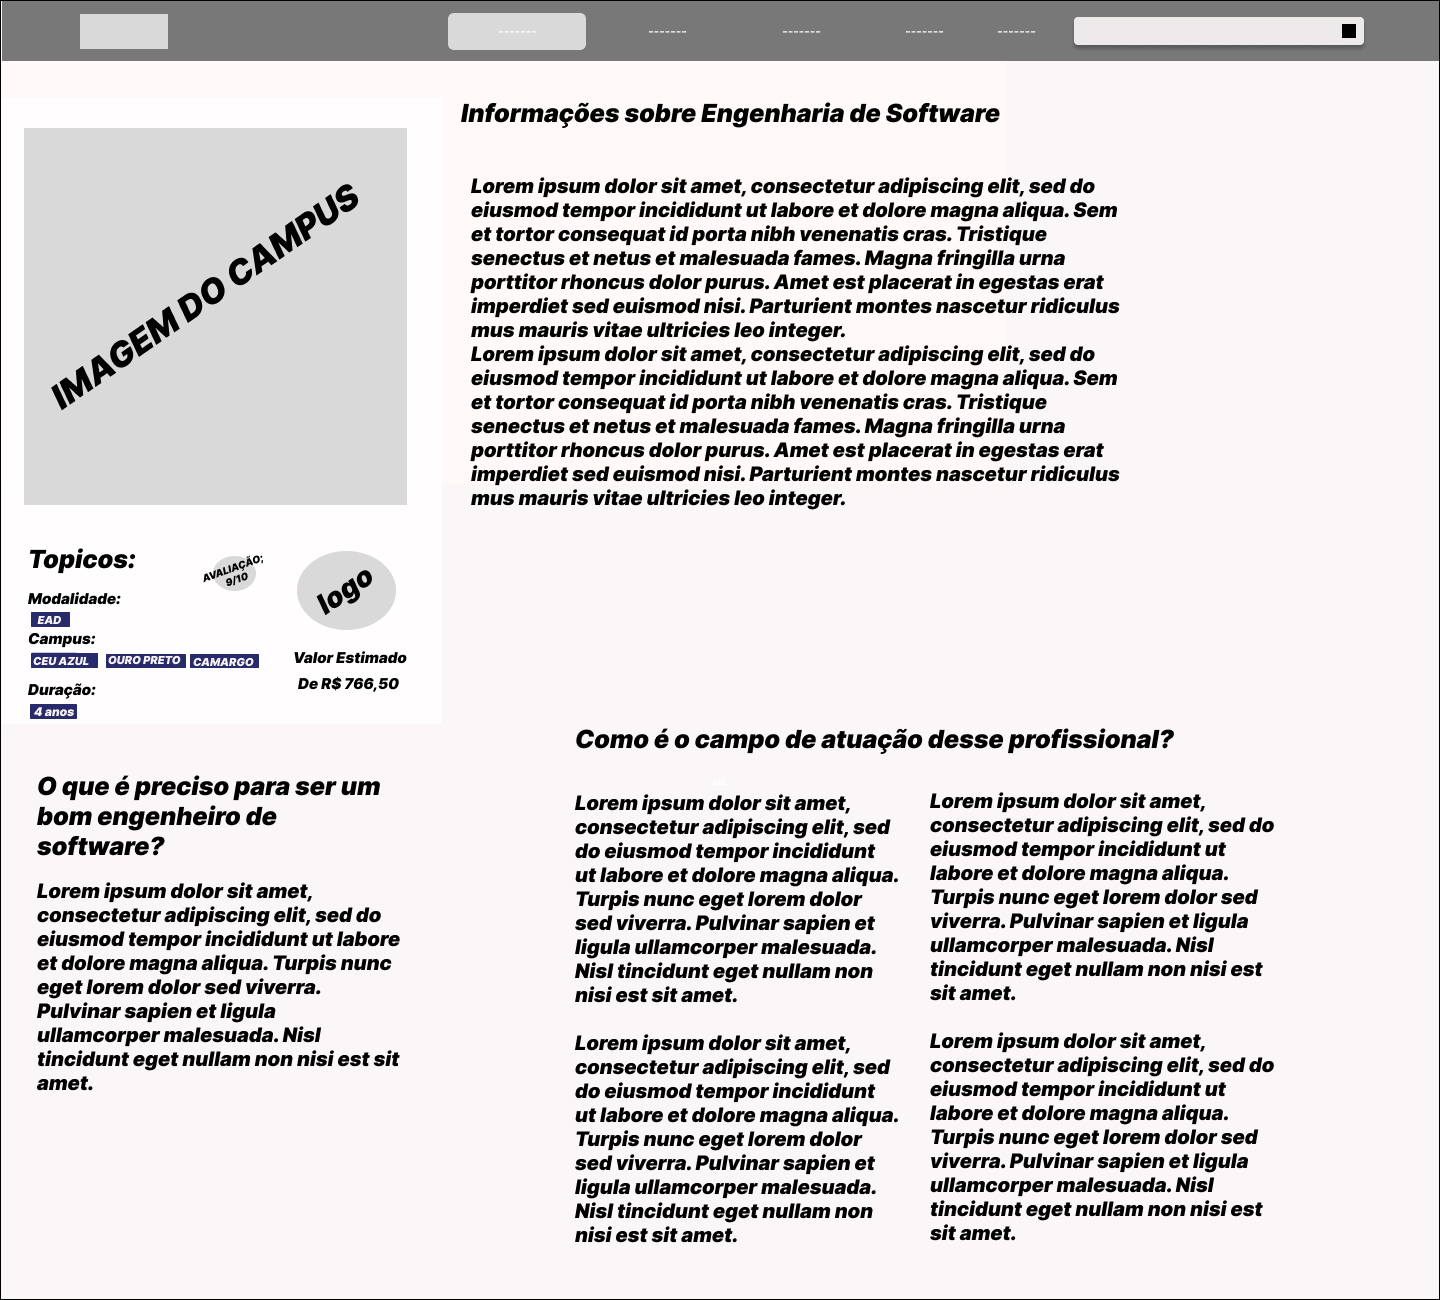 -------
-------
-------
-------
-------
Informações sobre Engenharia de Software
IMAGEM DO CAMPUS
Lorem ipsum dolor sit amet, consectetur adipiscing elit, sed do
eiusmod tempor incididunt ut labore et dolore magna aliqua. Sem
et tortor consequat id porta nibh venenatis cras. Tristique
senectus et netus et malesuada fames. Magna fringilla urna
porttitor rhoncus dolor purus. Amet est placerat in egestas erat
imperdiet sed euismod nisi. Parturient montes nascetur ridiculus
mus mauris vitae ultricies leo integer.
Lorem ipsum dolor sit amet, consectetur adipiscing elit, sed do
eiusmod tempor incididunt ut labore et dolore magna aliqua. Sem
et tortor consequat id porta nibh venenatis cras. Tristique
senectus et netus et malesuada fames. Magna fringilla urna
porttitor rhoncus dolor purus. Amet est placerat in egestas erat
imperdiet sed euismod nisi. Parturient montes nascetur ridiculus
mus mauris vitae ultricies leo integer.
Topicos:
AVALIAÇÃO:
9/10
logo
Modalidade:
EAD
Campus:
CEU AZUL OURO PRETO CAMARGO
Duração:
4 anos
Valor Estimado
De R$ 766,50
O que é preciso para ser um
bom engenheiro de
software?
Lorem ipsum dolor sit amet,
consectetur adipiscing elit, sed do
eiusmod tempor incididunt ut labore
et dolore magna aliqua. Turpis nunc
eget lorem dolor sed viverra.
Pulvinar sapien et ligula
ullamcorper malesuada. Nisl
tincidunt eget nullam non nisi est sit
amet.
Como é o campo de atuação desse profissional?
Lorem ipsum dolor sit amet,
consectetur adipiscing elit, sed
do eiusmod tempor incididunt
ut labore et dolore magna aliqua.
Turpis nunc eget lorem dolor
sed viverra. Pulvinar sapien et
ligula ullamcorper malesuada.
Nisl tincidunt eget nullam non
nisi est sit amet.
Lorem ipsum dolor sit amet,
consectetur adipiscing elit, sed do
eiusmod tempor incididunt ut
labore et dolore magna aliqua.
Turpis nunc eget lorem dolor sed
viverra. Pulvinar sapien et ligula
ullamcorper malesuada. Nisl
tincidunt eget nullam non nisi est
sit amet.
Lorem ipsum dolor sit amet,
consectetur adipiscing elit, sed
do eiusmod tempor incididunt
ut labore et dolore magna aliqua.
Turpis nunc eget lorem dolor
sed viverra. Pulvinar sapien et
ligula ullamcorper malesuada.
Nisl tincidunt eget nullam non
nisi est sit amet.
Lorem ipsum dolor sit amet,
consectetur adipiscing elit, sed do
eiusmod tempor incididunt ut
labore et dolore magna aliqua.
Turpis nunc eget lorem dolor sed
viverra. Pulvinar sapien et ligula
ullamcorper malesuada. Nisl
tincidunt eget nullam non nisi est
sit amet.